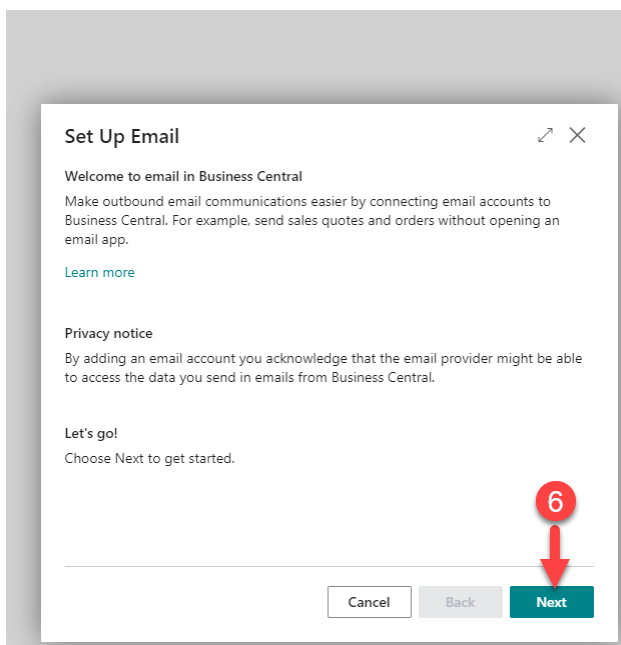 Set Up Email
Welcome to email in Business Central
Make outbound email communications easier by connecting email accounts to
Business Central. For example, send sales quotes and orders without opening an
email app.
Learn more
Privacy notice
By adding an email account you acknowledge that the email provider might be able
to access the data you send in emails from Business Central.
Let's go!
Choose Next to get started.
6
Cancel Back Next